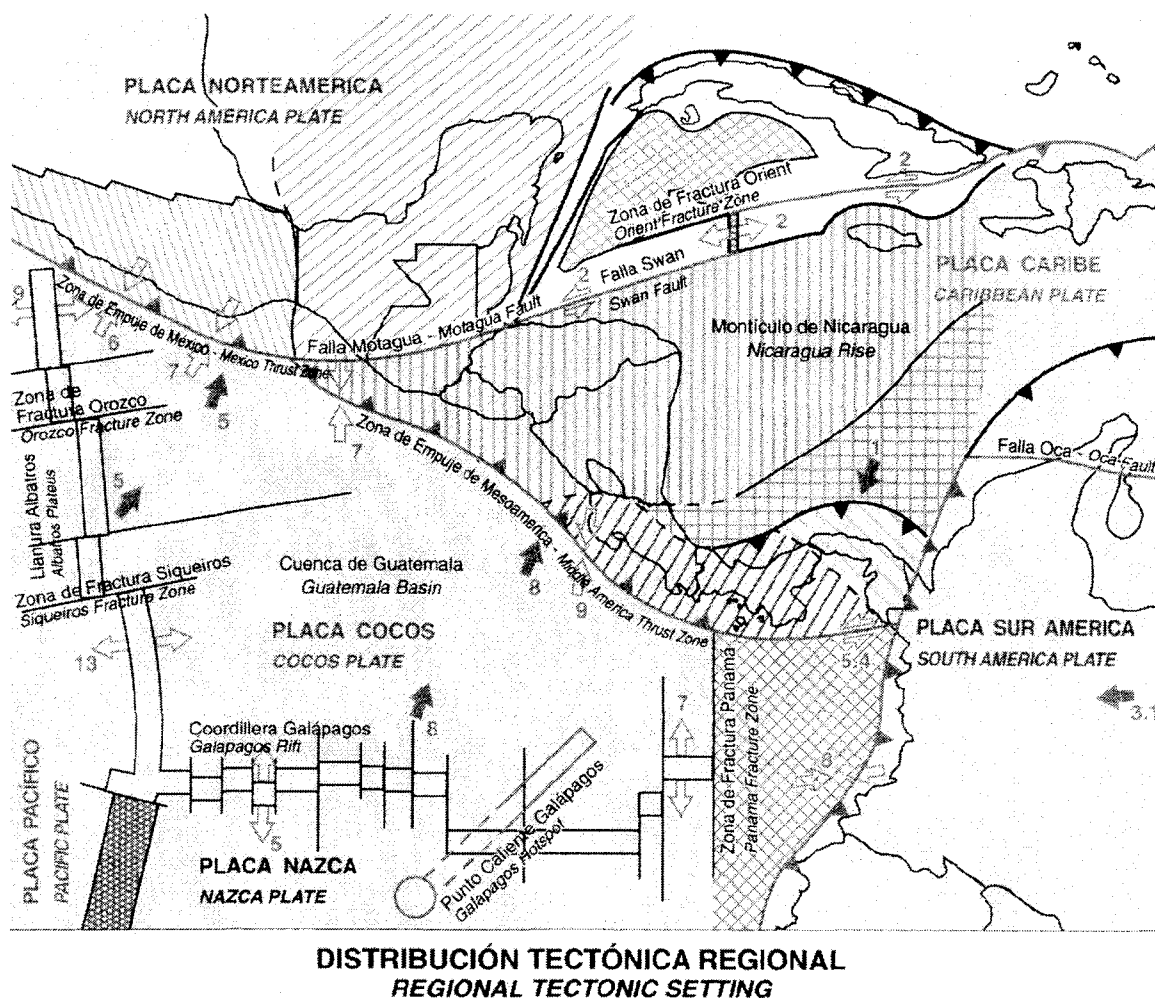 PLACA NORTEAMERICA
NORTH AMERICA PLATE
2
Zona de Fractura Orient
Orient Fracture Zone
2
Falla Swan
Swan Fault
2
PLACA CARIBE
CARIBBEAN PLATE
9
Zona de Empuje de Mexico - Mexico Thrust Zone
6
7
5
Falla Motagua - Motagua Fault
Montículo de Nicaragua
Nicaragua Rise
Zona de
Fractura Orozco
Orozco Fracture Zone
7
Zona de Empuje de Mesoamerica - Middle America Thrust Zone
1
Falla Oca - Oca Fault
Llanura Albatros
Albatros Plateus
5
Zona de Fractura Siqueiros
Siqueiros Fracture Zone
Cuenca de Guatemala
Guatemala Basin
8
9
PLACA COCOS
COCOS PLATE
13
8
PLACA SUR AMERICA
SOUTH AMERICA PLATE
5.4
3.1
Coordillera Galápagos
Galapagos Rift
5
7
Zona de Fractura Panamá
Panama Fracture Zone
6
PLACA PACIFICO
PACIFIC PLATE
PLACA NAZCA
NAZCA PLATE
Punto Caliente Galápagos
Galapagos Hotspot
DISTRIBUCIÓN TECTÓNICA REGIONAL
REGIONAL TECTONIC SETTING